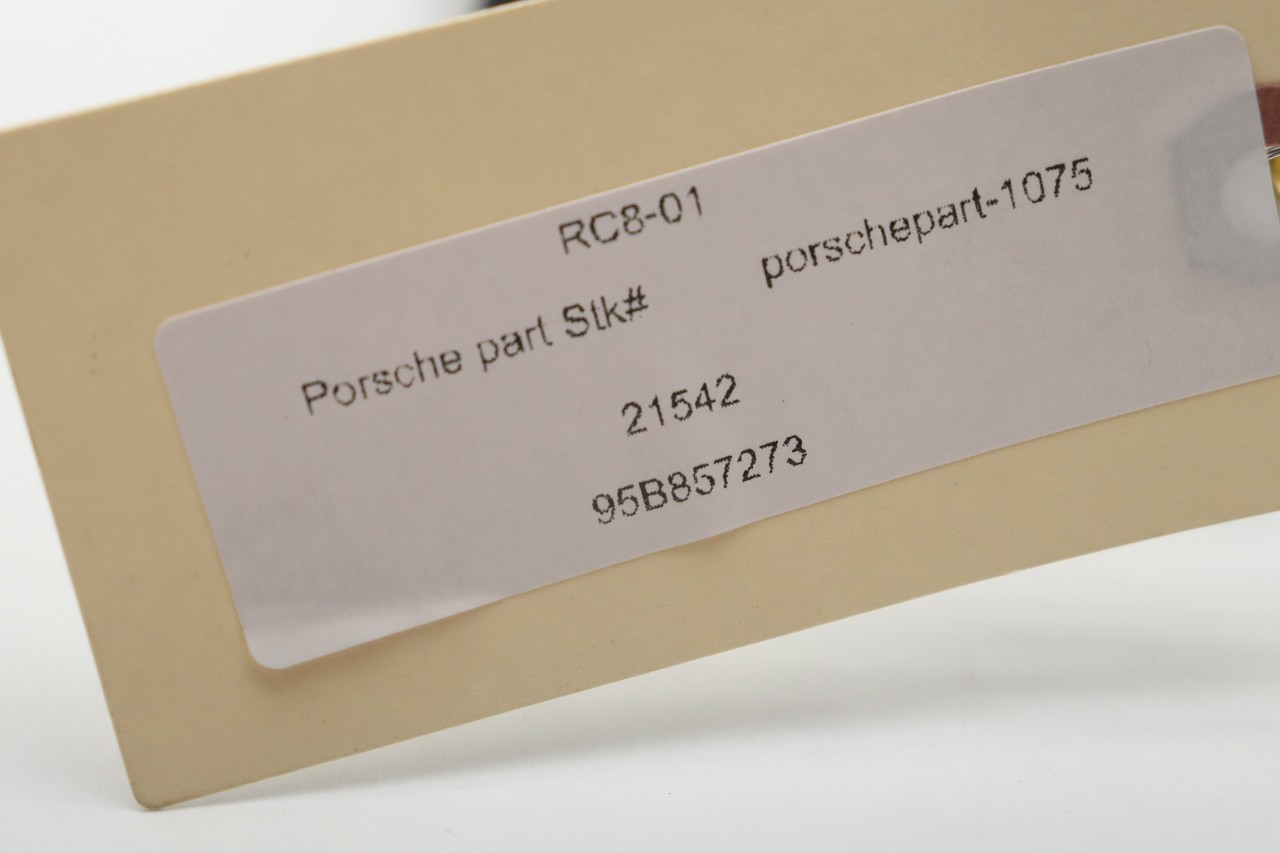 RC8-01
Porsche part Stk# porschepart-1075
21542
95B857273